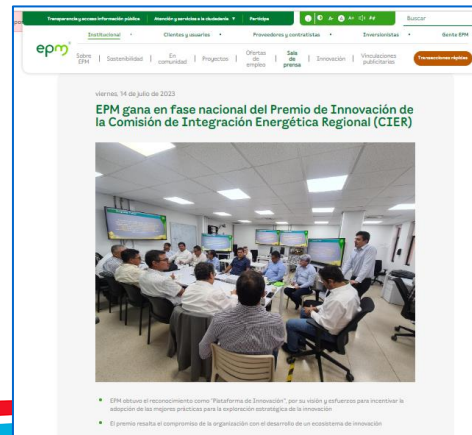 Transparencia y acceso información pública
Atención y servicios a la ciudadanía
Participa
A- A A+
Buscar
Institucional
Clientes y usuarios
Proveedores y contratistas
Inversionistas
Gente EPM
epm
Sobre EPM
Sostenibilidad
En comunidad
Proyectos
Ofertas de empleo
Sala de prensa
Innovación
Vinculaciones publicitarias
Transacciones rápidas
viernes, 14 de julio de 2023
EPM gana en fase nacional del Premio de Innovación de
la Comisión de Integración Energética Regional (CIER)
EPM obtuvo el reconocimiento como "Plataforma de Innovación", por su visión y esfuerzos para incentivar la
adopción de las mejores prácticas para la exploración estratégica de la innovación
El premio resalta el compromiso de la organización con el desarrollo de un ecosistema de innovación